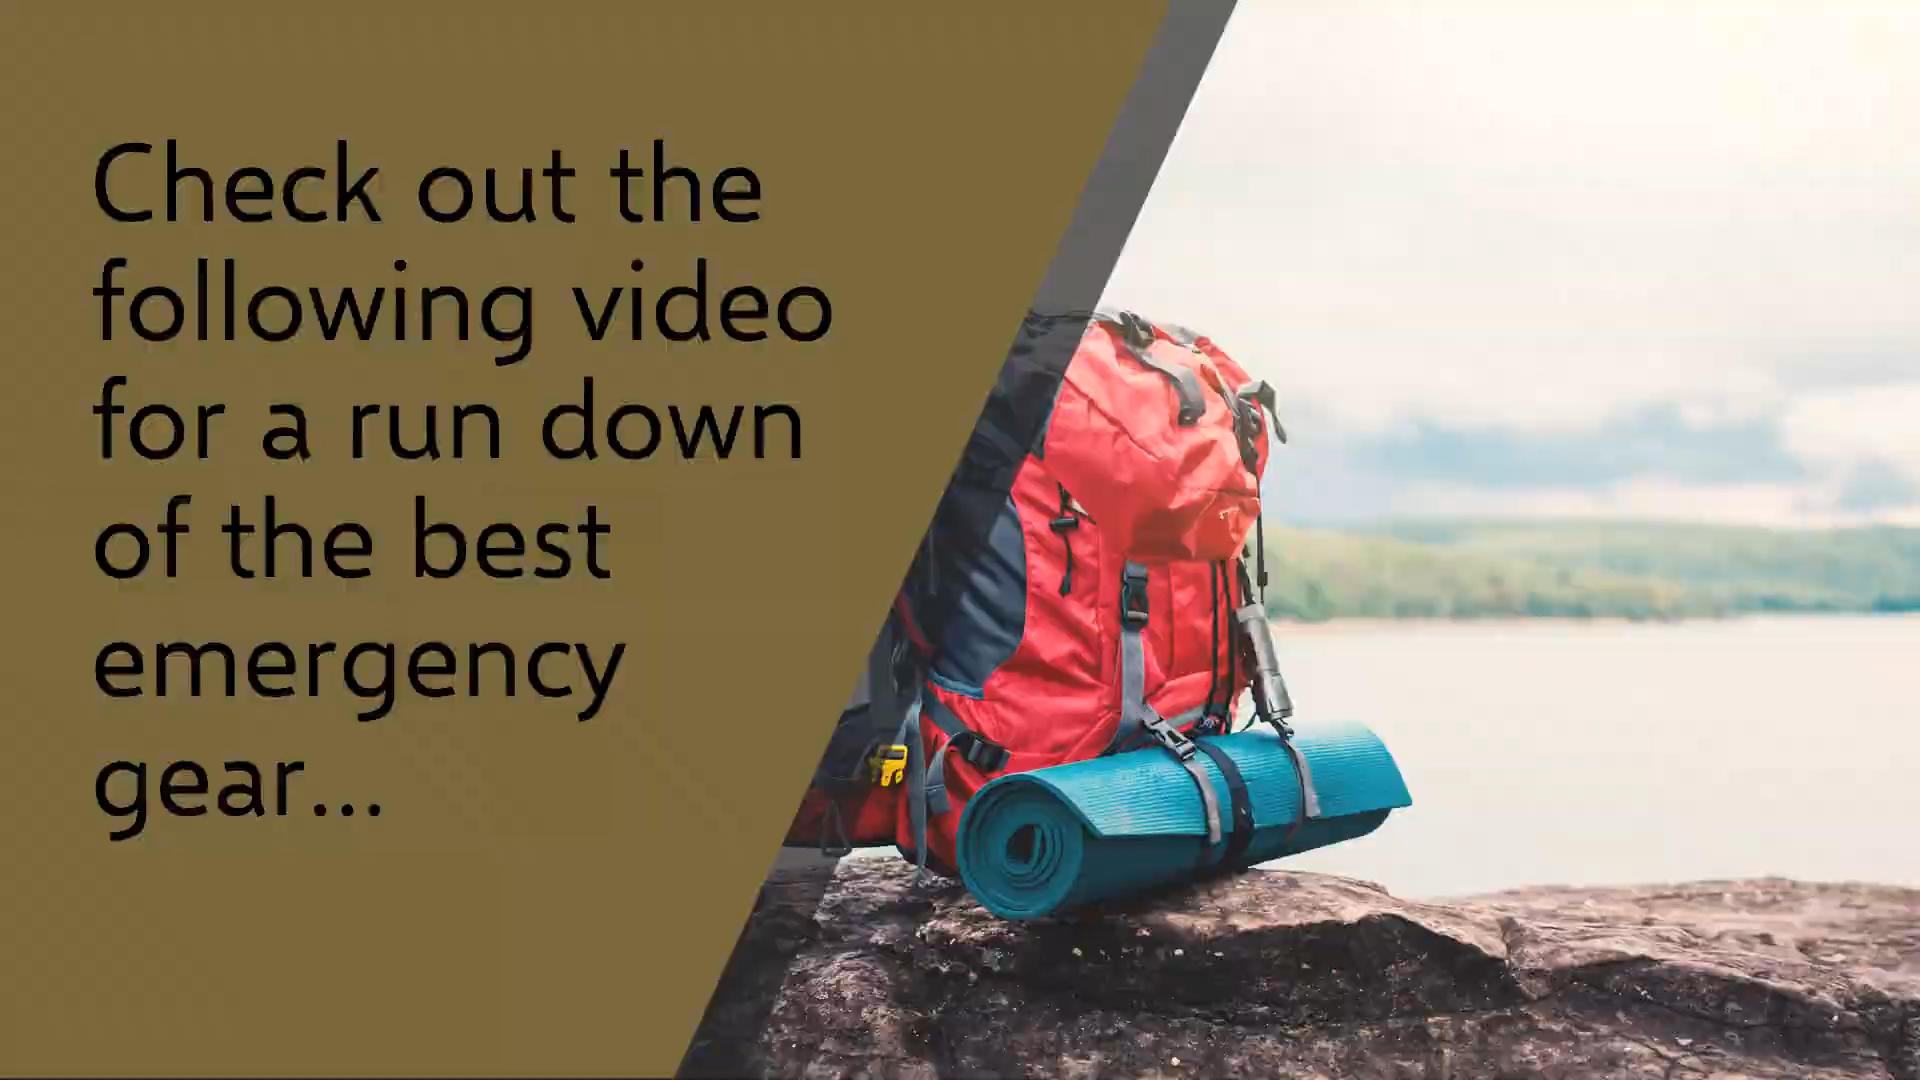 Check out the
following video
for a run down
of the best
emergency
gear...